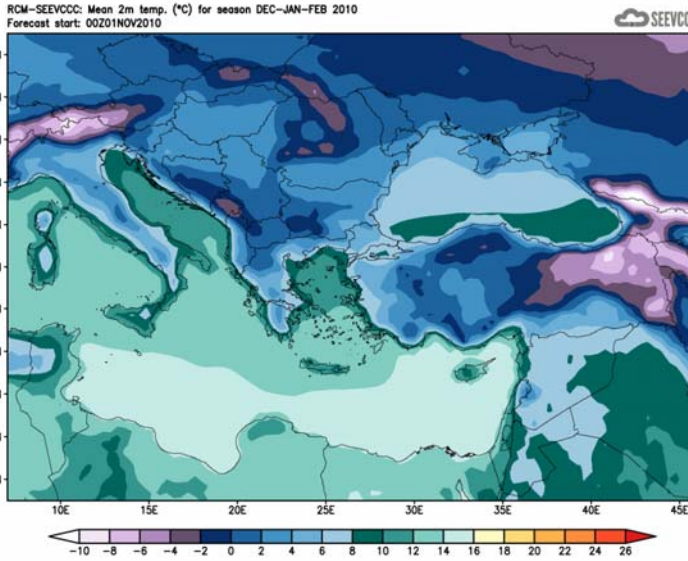 RCM-SEEVCCC: Mean 2m temp. (°C) for season DEC-JAN-FEB 2010
Forecast start: 00Z01NOV2010
10E 15E 20E 25E 30E 35E 40E 45E
-10 -8 -6 -4 -2 0 2 4 6 8 10 12 14 16 18 20 22 24 26